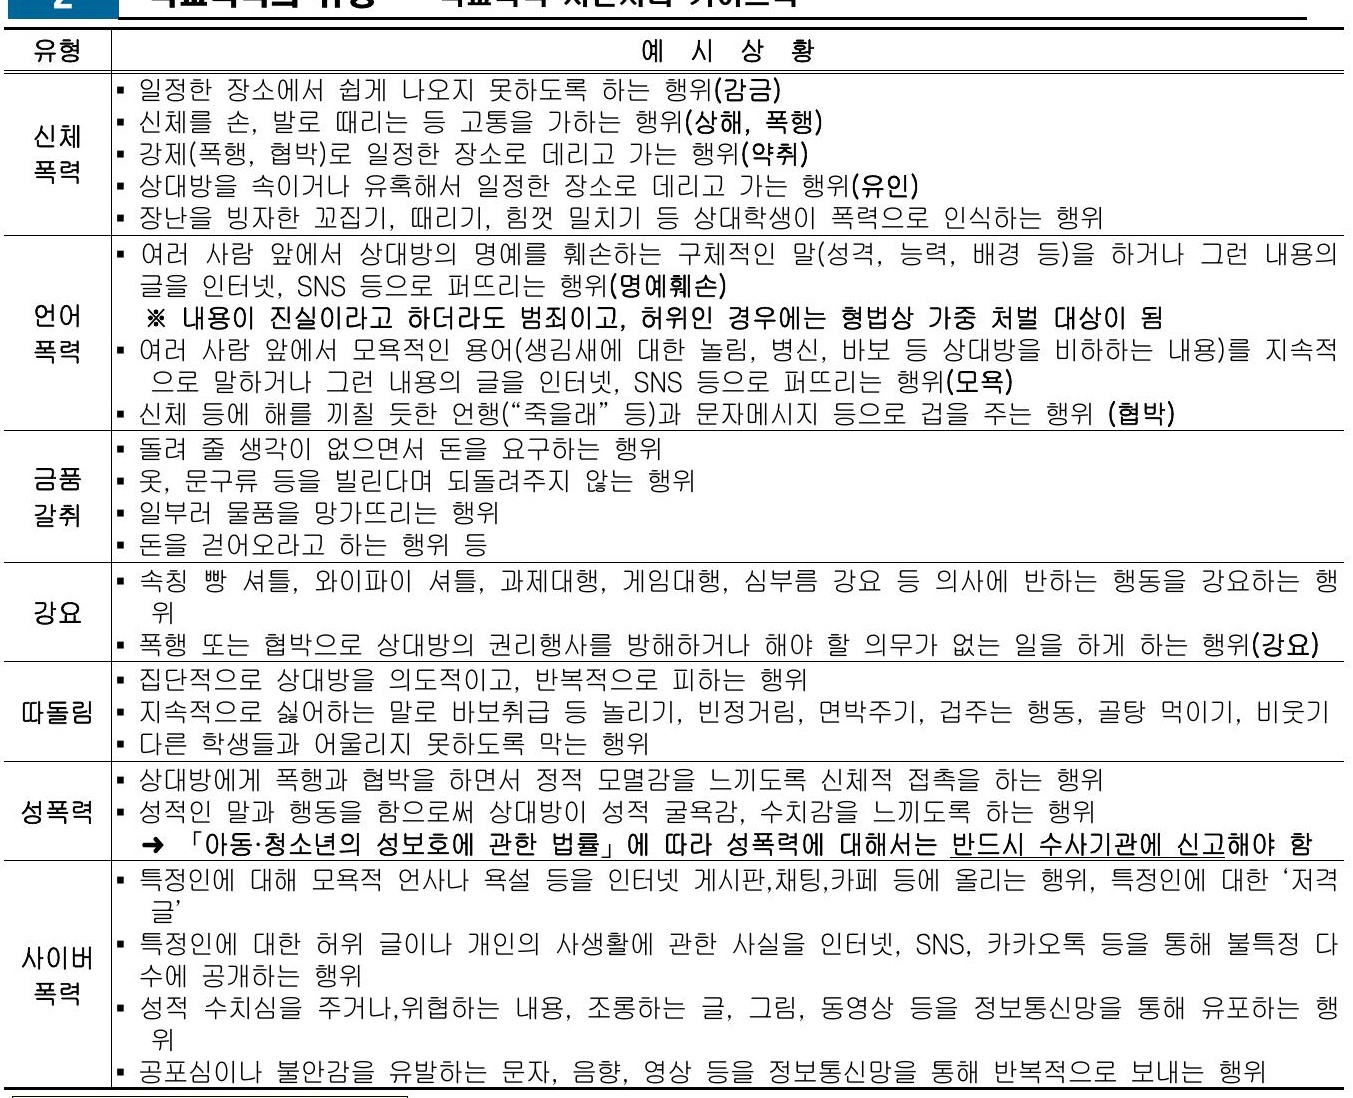 2
유형
예 시 상 황
신체
폭력
▪ 일정한 장소에서 쉽게 나오지 못하도록 하는 행위(감금)
▪ 신체를 손, 발로 때리는 등 고통을 가하는 행위(상해, 폭행)
▪ 강제(폭행, 협박)로 일정한 장소로 데리고 가는 행위(약취)
▪ 상대방을 속이거나 유혹해서 일정한 장소로 데리고 가는 행위(유인)
▪ 장난을 빙자한 꼬집기, 때리기, 힘껏 밀치기 등 상대학생이 폭력으로 인식하는 행위
언어
폭력
▪ 여러 사람 앞에서 상대방의 명예를 훼손하는 구체적인 말(성격, 능력, 배경 등)을 하거나 그런 내용의
글을 인터넷, SNS 등으로 퍼뜨리는 행위(명예훼손)
※ 내용이 진실이라고 하더라도 범죄이고, 허위인 경우에는 형법상 가중 처벌 대상이 됨
▪ 여러 사람 앞에서 모욕적인 용어(생김새에 대한 놀림, 병신, 바보 등 상대방을 비하하는 내용)를 지속적
으로 말하거나 그런 내용의 글을 인터넷, SNS 등으로 퍼뜨리는 행위(모욕)
▪ 신체 등에 해를 끼칠 듯한 언행(“죽을래” 등)과 문자메시지 등으로 겁을 주는 행위 (협박)
금품
갈취
▪ 돌려 줄 생각이 없으면서 돈을 요구하는 행위
▪ 옷, 문구류 등을 빌린다며 되돌려주지 않는 행위
▪ 일부러 물품을 망가뜨리는 행위
▪ 돈을 걷어오라고 하는 행위 등
강요
▪ 속칭 빵 셔틀, 와이파이 셔틀, 과제대행, 게임대행, 심부름 강요 등 의사에 반하는 행동을 강요하는 행
위
▪ 폭행 또는 협박으로 상대방의 권리행사를 방해하거나 해야 할 의무가 없는 일을 하게 하는 행위(강요)
따돌림
▪ 집단적으로 상대방을 의도적이고, 반복적으로 피하는 행위
▪ 지속적으로 싫어하는 말로 바보취급 등 놀리기, 빈정거림, 면박주기, 겁주는 행동, 골탕 먹이기, 비웃기
▪ 다른 학생들과 어울리지 못하도록 막는 행위
성폭력
▪ 상대방에게 폭행과 협박을 하면서 정적 모멸감을 느끼도록 신체적 접촉을 하는 행위
▪ 성적인 말과 행동을 함으로써 상대방이 성적 굴욕감, 수치감을 느끼도록 하는 행위
➜ 「아동·청소년의 성보호에 관한 법률」에 따라 성폭력에 대해서는 반드시 수사기관에 신고해야 함
사이버
폭력
▪ 특정인에 대해 모욕적 언사나 욕설 등을 인터넷 게시판,채팅,카페 등에 올리는 행위, 특정인에 대한 ‘저격
글’
▪ 특정인에 대한 허위 글이나 개인의 사생활에 관한 사실을 인터넷, SNS, 카카오톡 등을 통해 불특정 다
수에 공개하는 행위
▪ 성적 수치심을 주거나,위협하는 내용, 조롱하는 글, 그림, 동영상 등을 정보통신망을 통해 유포하는 행
위
▪ 공포심이나 불안감을 유발하는 문자, 음향, 영상 등을 정보통신망을 통해 반복적으로 보내는 행위